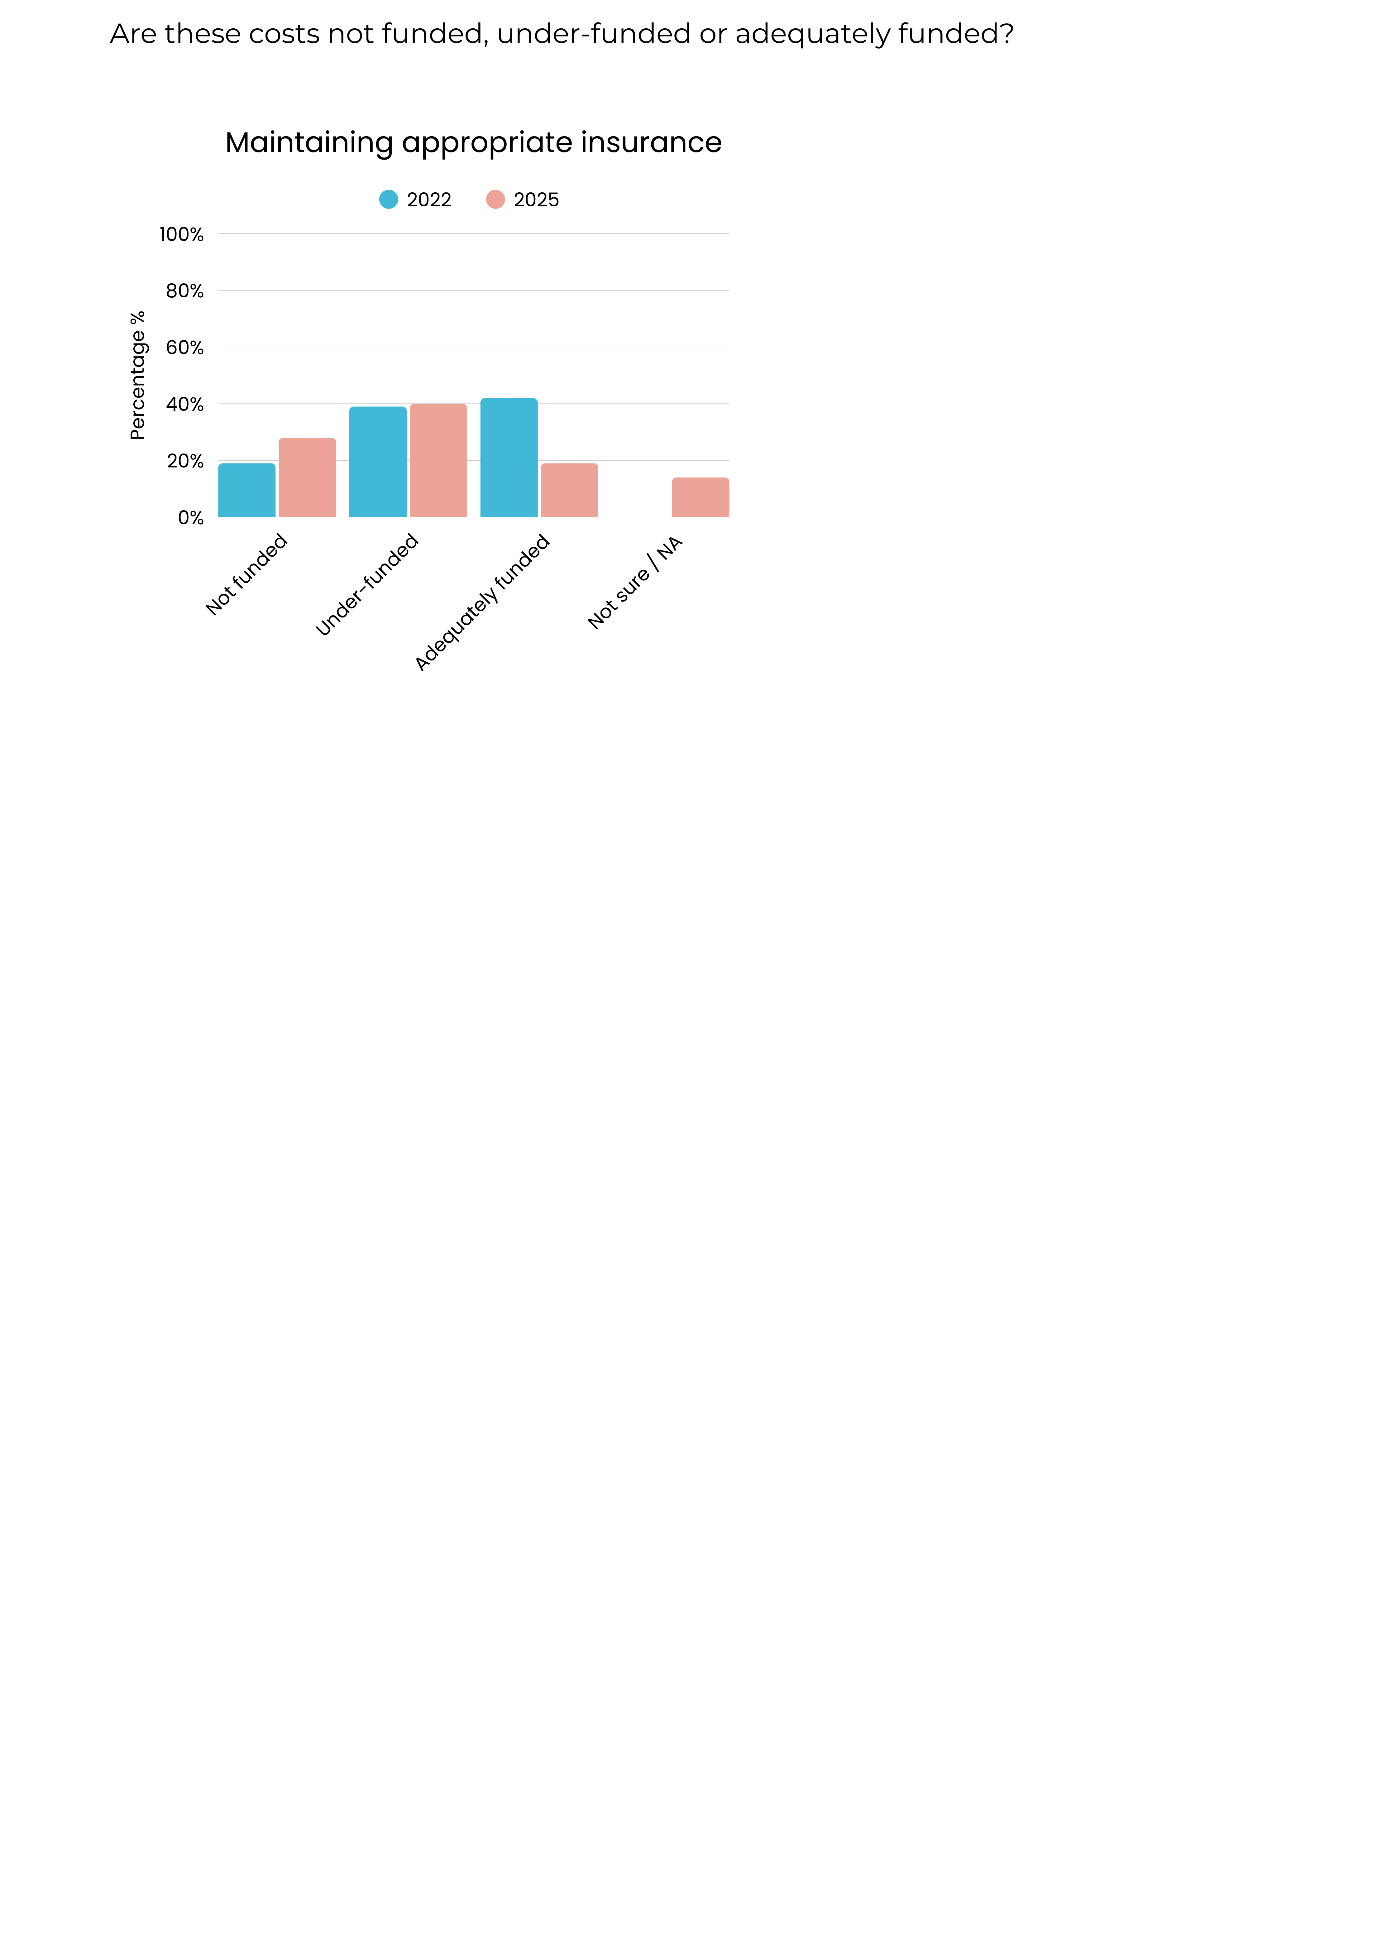 Are these costs not funded, under-funded or adequately funded?
Maintaining appropriate insurance
2022 2025
100%
80%
60%
40%
20%
0%
Percentage %
Not funded
Under-funded
Adequately funded
Not sure / NA